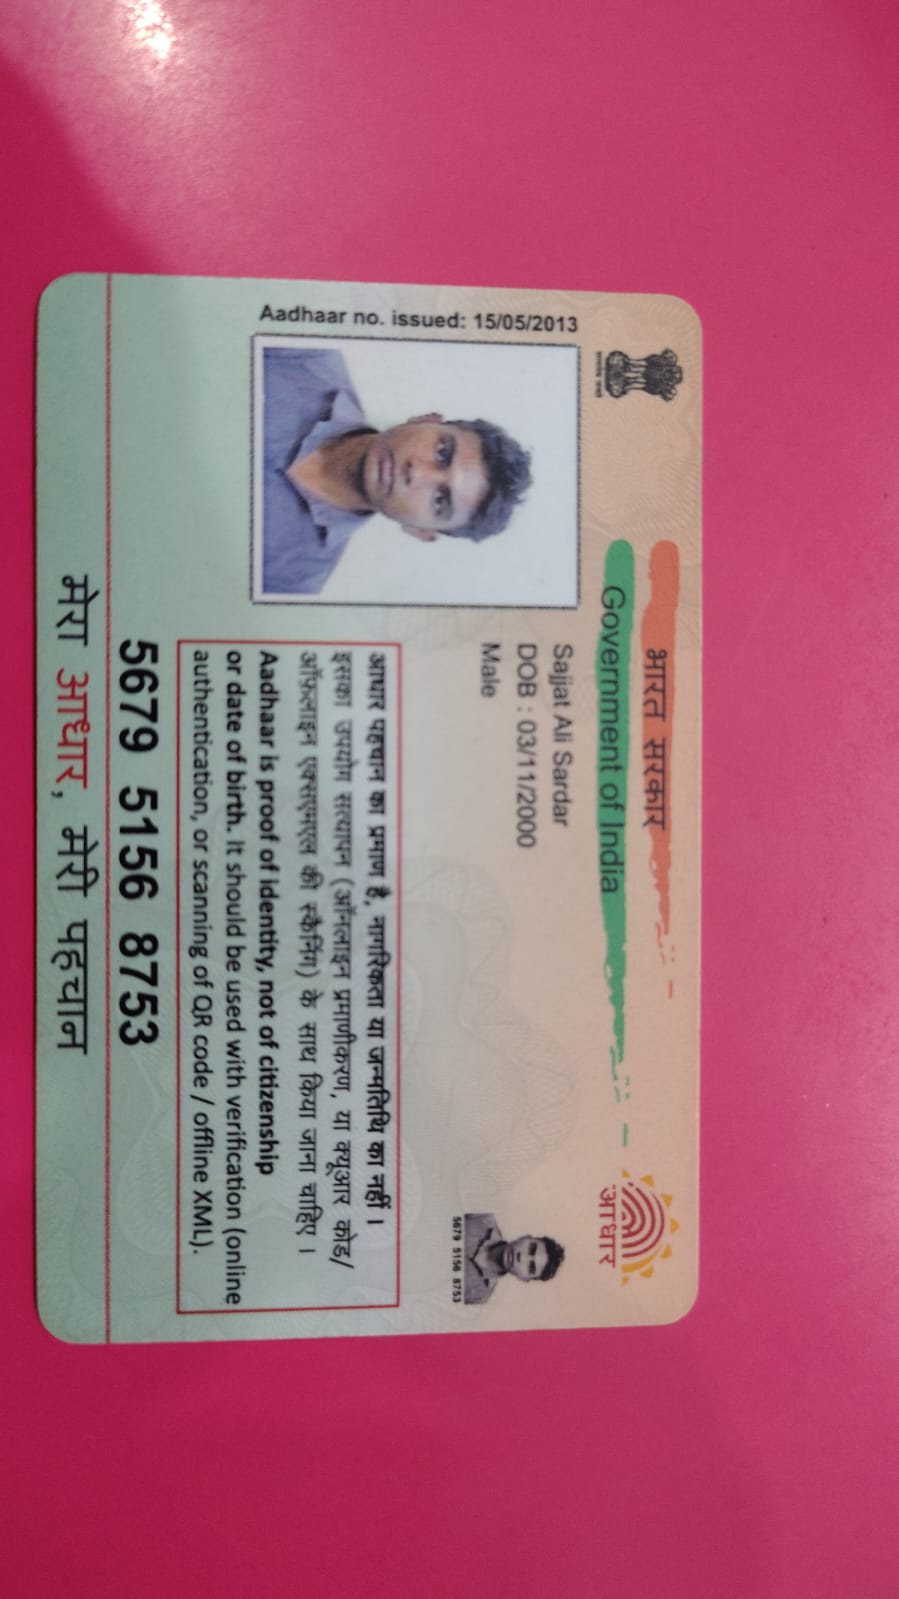 भारत सरकार
Government of India
आधार
Aadhaar no. issued: 15/05/2013
Sajjat Ali Sardar
DOB : 03/11/2000
Male
5679 5156 8753
आधार पहचान का प्रमाण है, नागरिकता या जन्मतिथि का नहीं ।
इसका उपयोग सत्यापन (ऑनलाइन प्रमाणीकरण, या क्यूआर कोड/
ऑफ़लाइन एक्सएमएल की स्कैनिंग) के साथ किया जाना चाहिए ।
Aadhaar is proof of identity, not of citizenship
or date of birth. It should be used with verification (online
authentication, or scanning of QR code / offline XML).
5679 5156 8753
मेरा आधार, मेरी पहचान